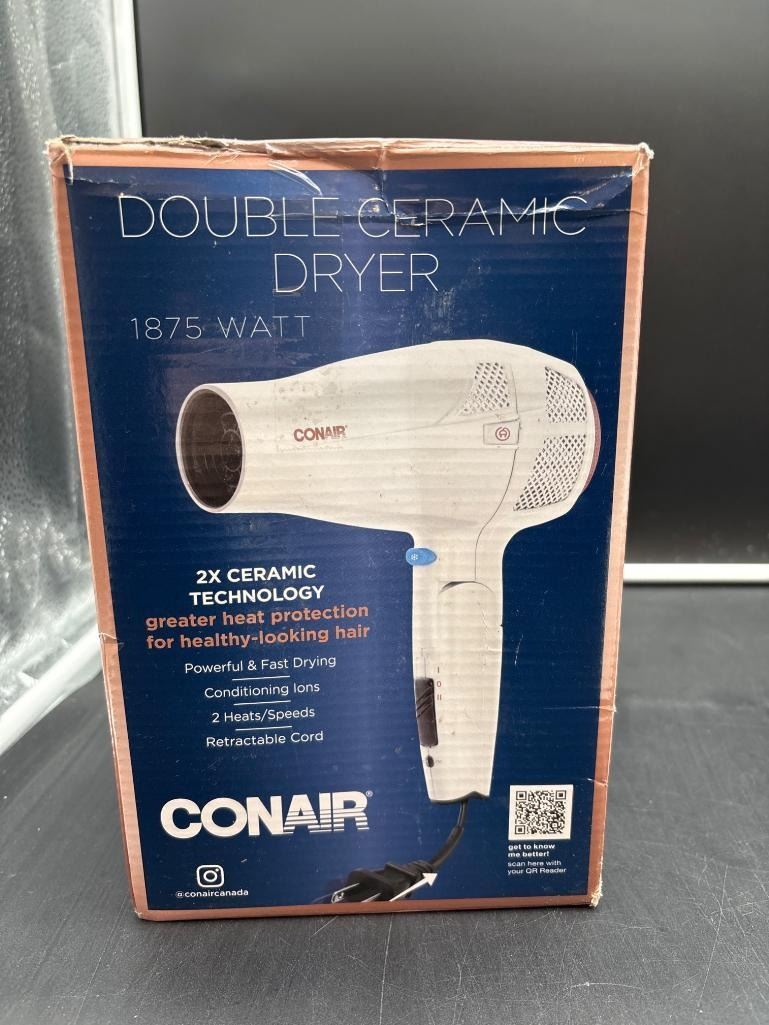 DOUBLE CERAMIC
DRYER
1875 WATT
CONAIR
2X CERAMIC
TECHNOLOGY
greater heat protection
for healthy-looking hair
Powerful & Fast Drying
Conditioning Ions
2 Heats/Speeds
Retractable Cord
I
0
II
CONAIR®
@conaircanada
get to know
me better!
scan here with
your QR Reader